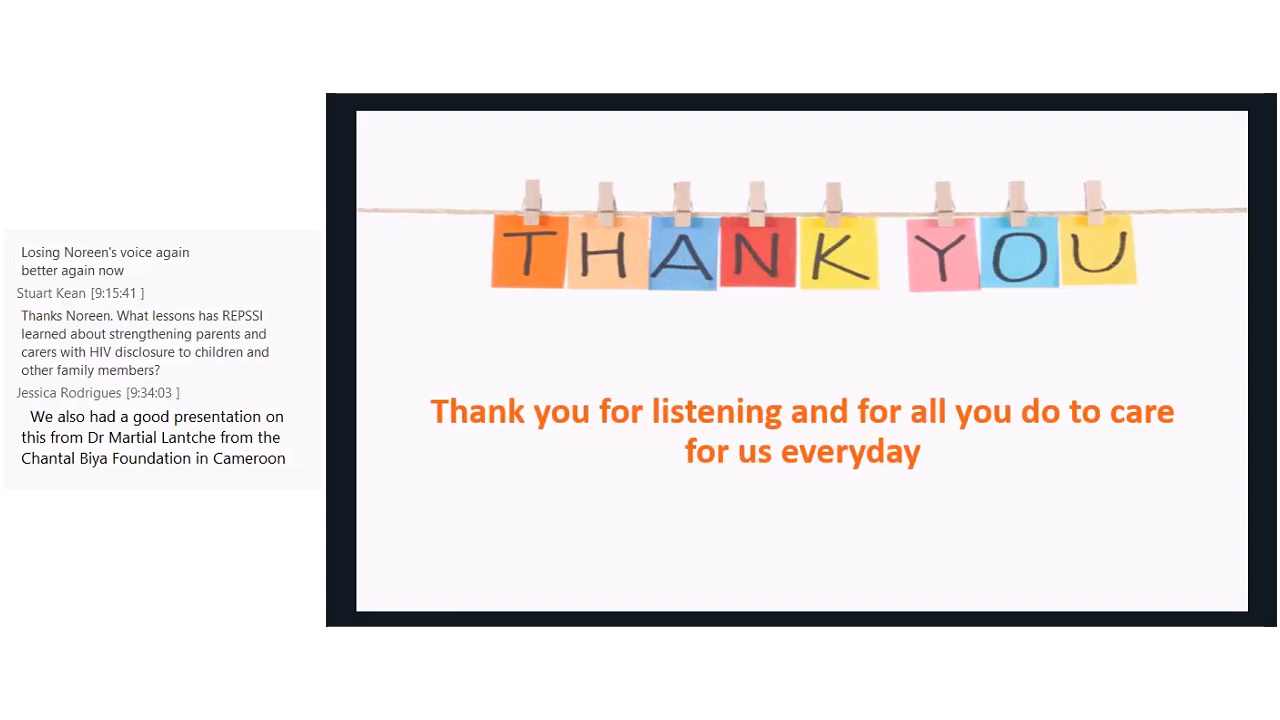 Losing Noreen's voice again
better again now
Stuart Kean [9:15:41 ]
Thanks Noreen. What lessons has REPSSI
learned about strengthening parents and
carers with HIV disclosure to children and
other family members?
Jessica Rodrigues [9:34:03 ]
We also had a good presentation on
this from Dr Martial Lantche from the
Chantal Biya Foundation in Cameroon
THANK YOU
Thank you for listening and for all you do to care
for us everyday